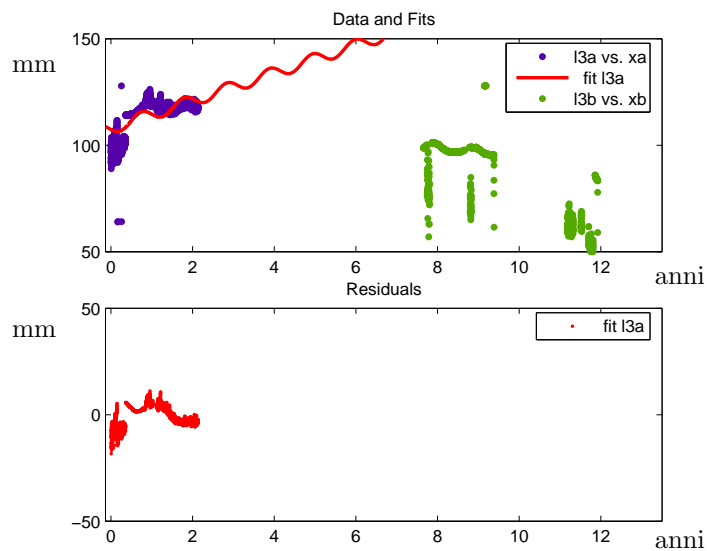 Data and Fits
mm
150
100
50
l3a vs. xa
fit l3a
l3b vs. xb
0 2 4 6 8 10 12
anni
Residuals
mm
50
0
−50
fit l3a
0 2 4 6 8 10 12
anni